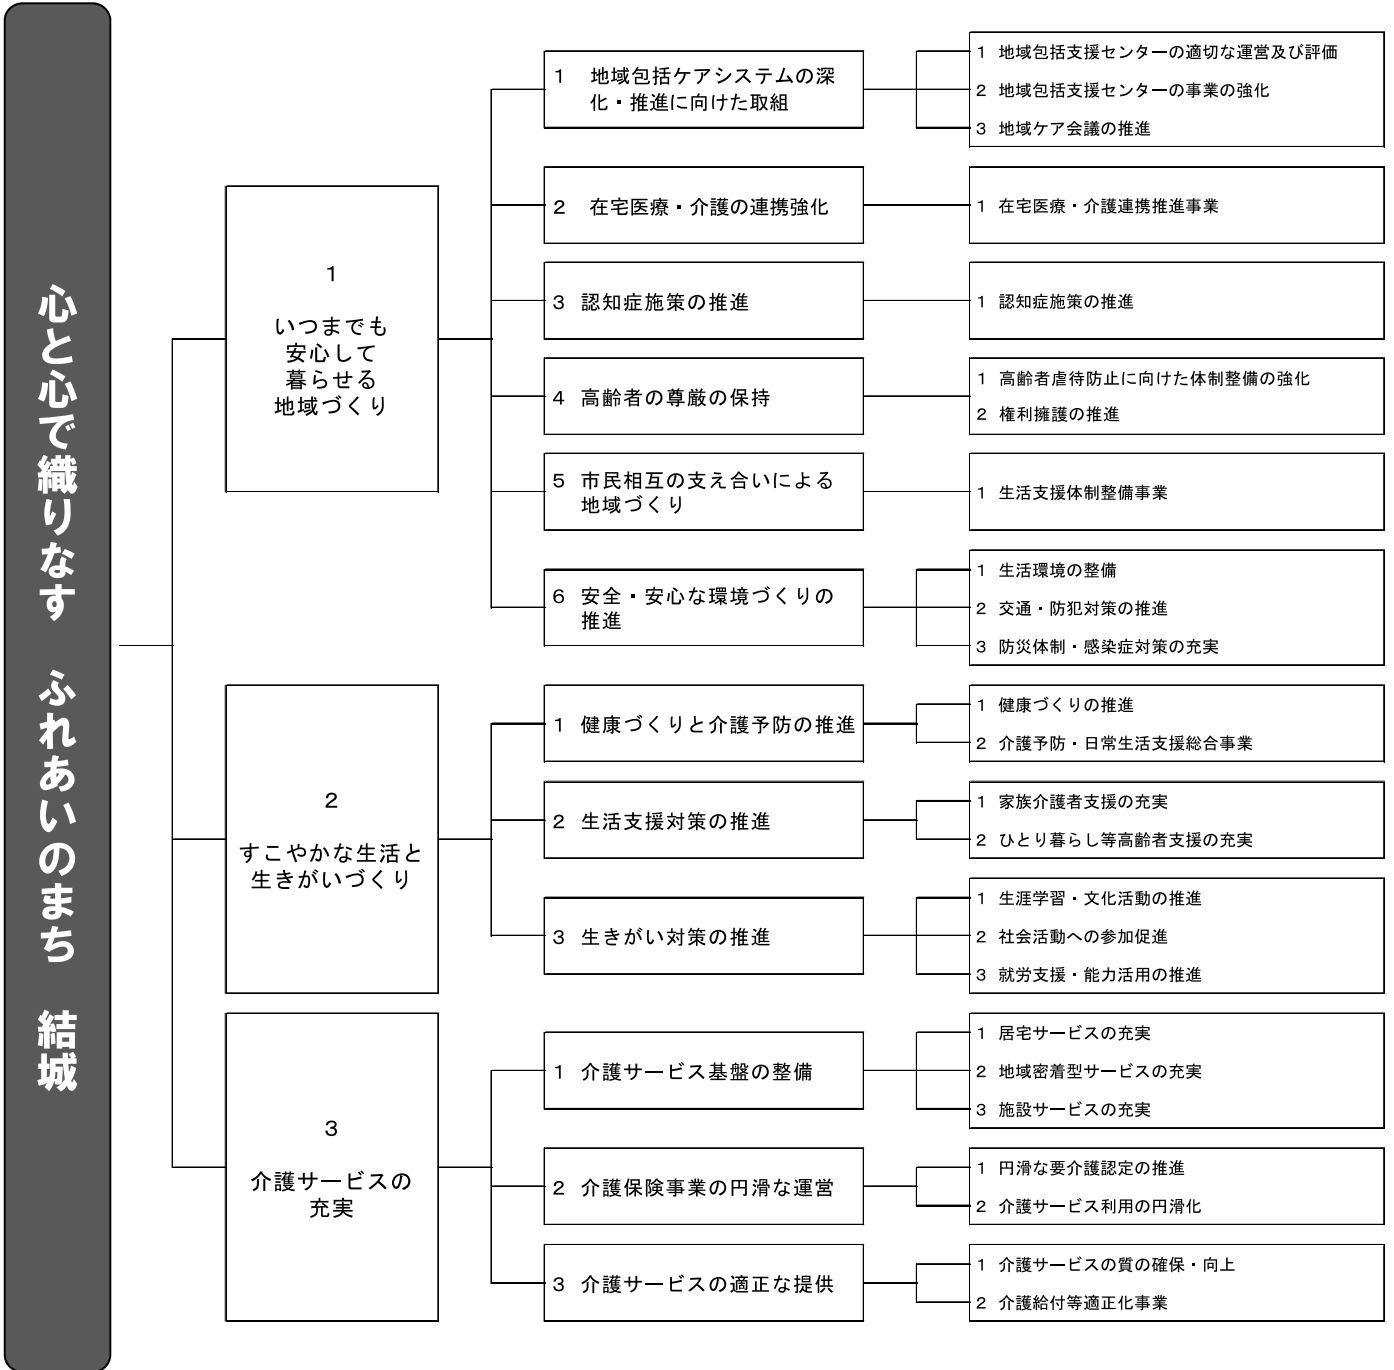 心と心で織りなす　ふれあいのまち　結城
1
いつまでも
安心して
暮らせる
地域づくり
1　地域包括ケアシステムの深
化・推進に向けた取組
1　地域包括支援センターの適切な運営及び評価
2　地域包括支援センターの事業の強化
3　地域ケア会議の推進
2　在宅医療・介護の連携強化
1　在宅医療・介護連携推進事業
3　認知症施策の推進
1　認知症施策の推進
4　高齢者の尊厳の保持
1　高齢者虐待防止に向けた体制整備の強化
2　権利擁護の推進
5　市民相互の支え合いによる
地域づくり
1　生活支援体制整備事業
6　安全・安心な環境づくりの
推進
1　生活環境の整備
2　交通・防犯対策の推進
3　防災体制・感染症対策の充実
2
すこやかな生活と
生きがいづくり
1　健康づくりと介護予防の推進
1　健康づくりの推進
2　介護予防・日常生活支援総合事業
2　生活支援対策の推進
1　家族介護者支援の充実
2　ひとり暮らし等高齢者支援の充実
3　生きがい対策の推進
1　生涯学習・文化活動の推進
2　社会活動への参加促進
3　就労支援・能力活用の推進
3
介護サービスの
充実
1　介護サービス基盤の整備
1　居宅サービスの充実
2　地域密着型サービスの充実
3　施設サービスの充実
2　介護保険事業の円滑な運営
1　円滑な要介護認定の推進
2　介護サービス利用の円滑化
3　介護サービスの適正な提供
1　介護サービスの質の確保・向上
2　介護給付等適正化事業